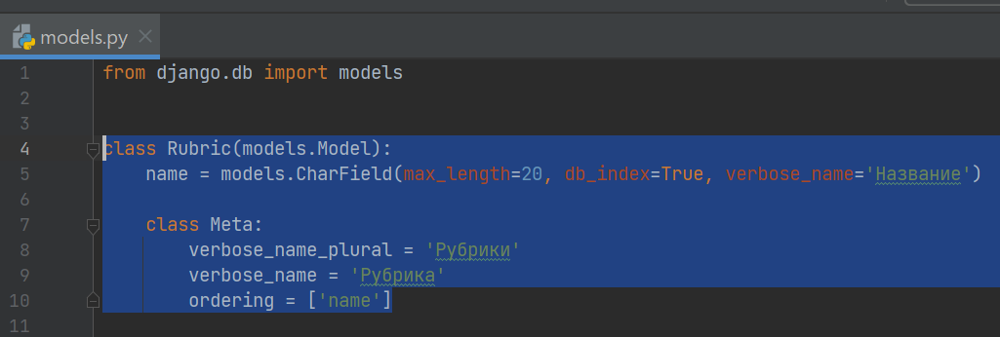 models.py
1 from django.db import models
2
3
4 class Rubric(models.Model):
5     name = models.CharField(max_length=20, db_index=True, verbose_name='Название')
6
7     class Meta:
8         verbose_name_plural = 'Рубрики'
9         verbose_name = 'Рубрика'
10         ordering = ['name']
11